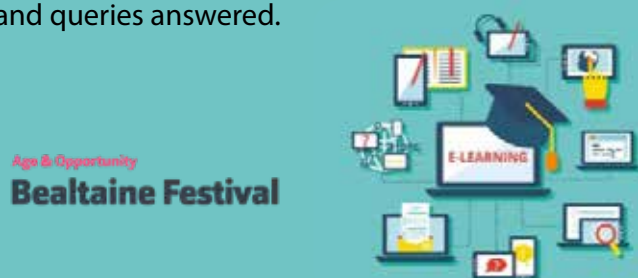 and queries answered.
Age & Opportunity
Bealtaine Festival
E-LEARNING
?
?
!